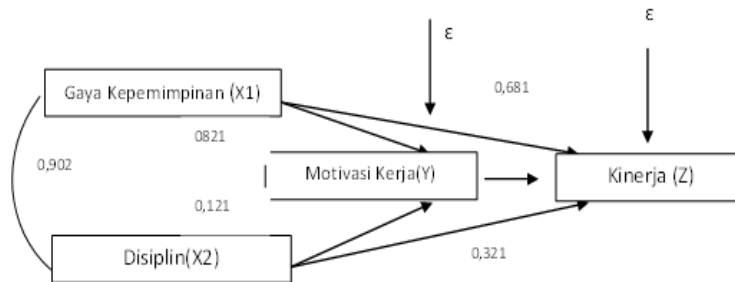 ε
ε
Gaya Kepemimpinan (X1)
0,681
0821
0,902
Motivasi Kerja(Y)
Kinerja (Z)
0,121
Disiplin(X2)
0,321